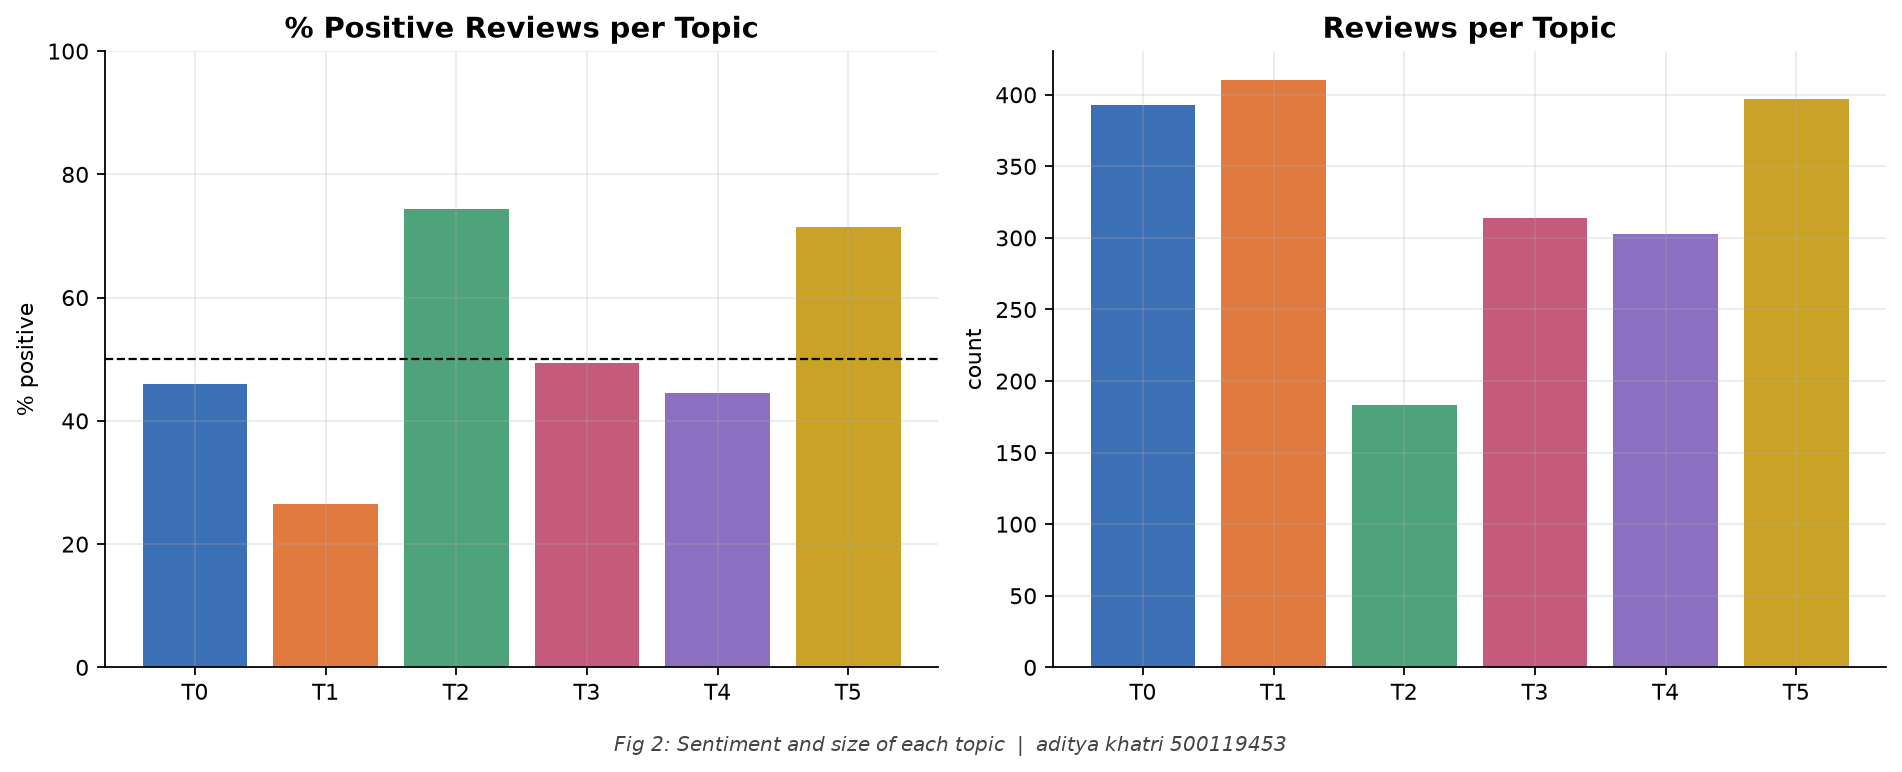 % Positive Reviews per Topic
100
80
60
40
20
0
% positive
T0 T1 T2 T3 T4 T5
Reviews per Topic
400
350
300
250
200
150
100
50
0
count
T0 T1 T2 T3 T4 T5
Fig 2: Sentiment and size of each topic | aditya khatri 500119453